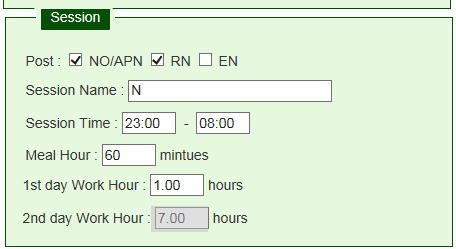 Session
Post : NO/APN RN EN
Session Name : N
Session Time : 23:00 - 08:00
Meal Hour : 60 mintues
1st day Work Hour : 1.00 hours
2nd day Work Hour : 7.00 hours